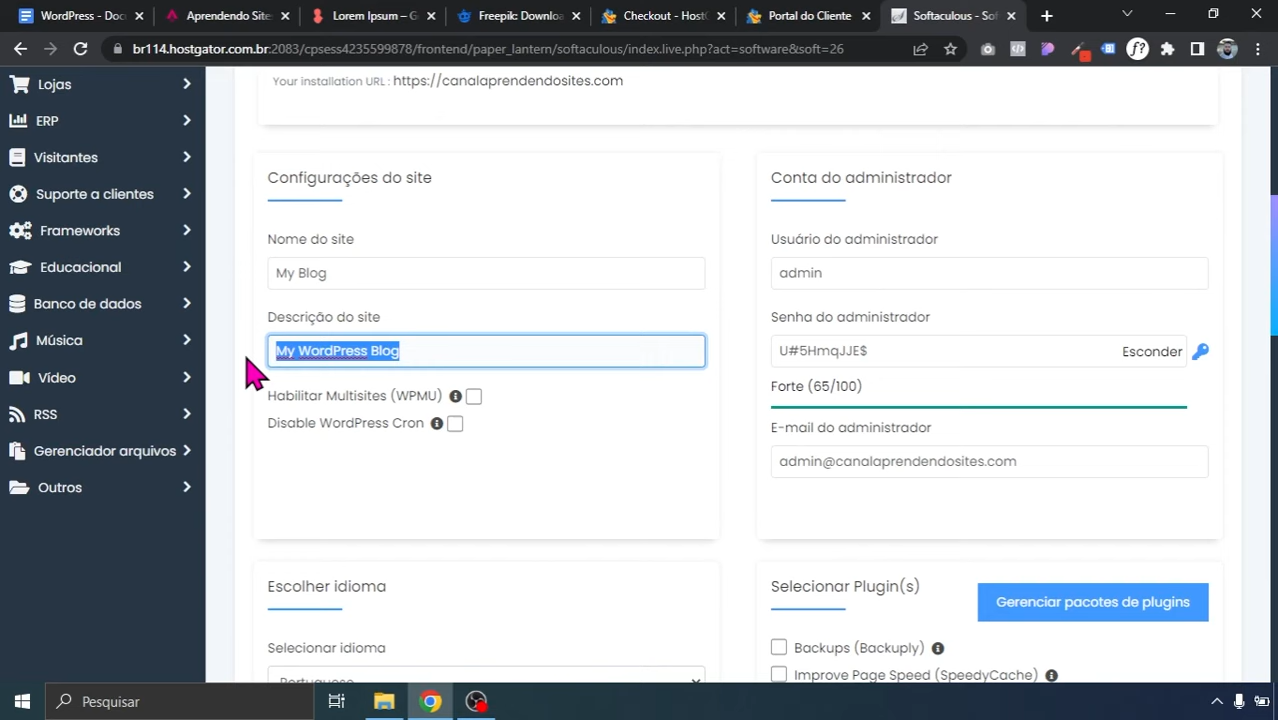 WordPress - Docu
Aprendendo Sites
Lorem Ipsum – G
Freepik: Downloa
Checkout - HostG
Portal do Cliente
Softaculous - Sof
br114.hostgator.com.br:2083/cpsess4235599878/frontend/paper_lantern/softaculous/index.live.php?act=software&soft=26
Lojas
ERP
Visitantes
Suporte a clientes
Frameworks
Educacional
Banco de dados
Música
Vídeo
RSS
Gerenciador arquivos
Outros
Your installation URL : https://canalaprendendosites.com
Configurações do site
Nome do site
My Blog
Descrição do site
My WordPress Blog
Habilitar Multisites (WPMU)
Disable WordPress Cron
Conta do administrador
Usuário do administrador
admin
Senha do administrador
U#5HmqJJE$
Esconder
Forte (65/100)
E-mail do administrador
admin@canalaprendendosites.com
Escolher idioma
Selecionar idioma
Portuguese
Selecionar Plugin(s)
Gerenciar pacotes de plugins
Backups (Backuply)
Improve Page Speed (SpeedyCache)
Pesquisar